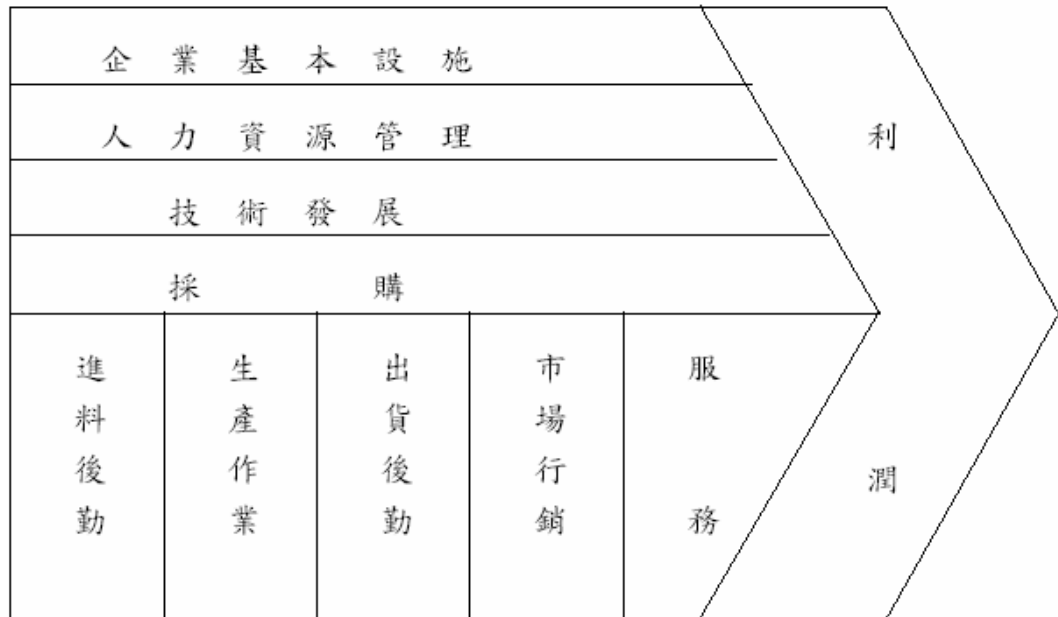 企業基本設施
人力資源管理
技術發展
採購
進料後勤
生產作業
出貨後勤
市場行銷
服務
利潤